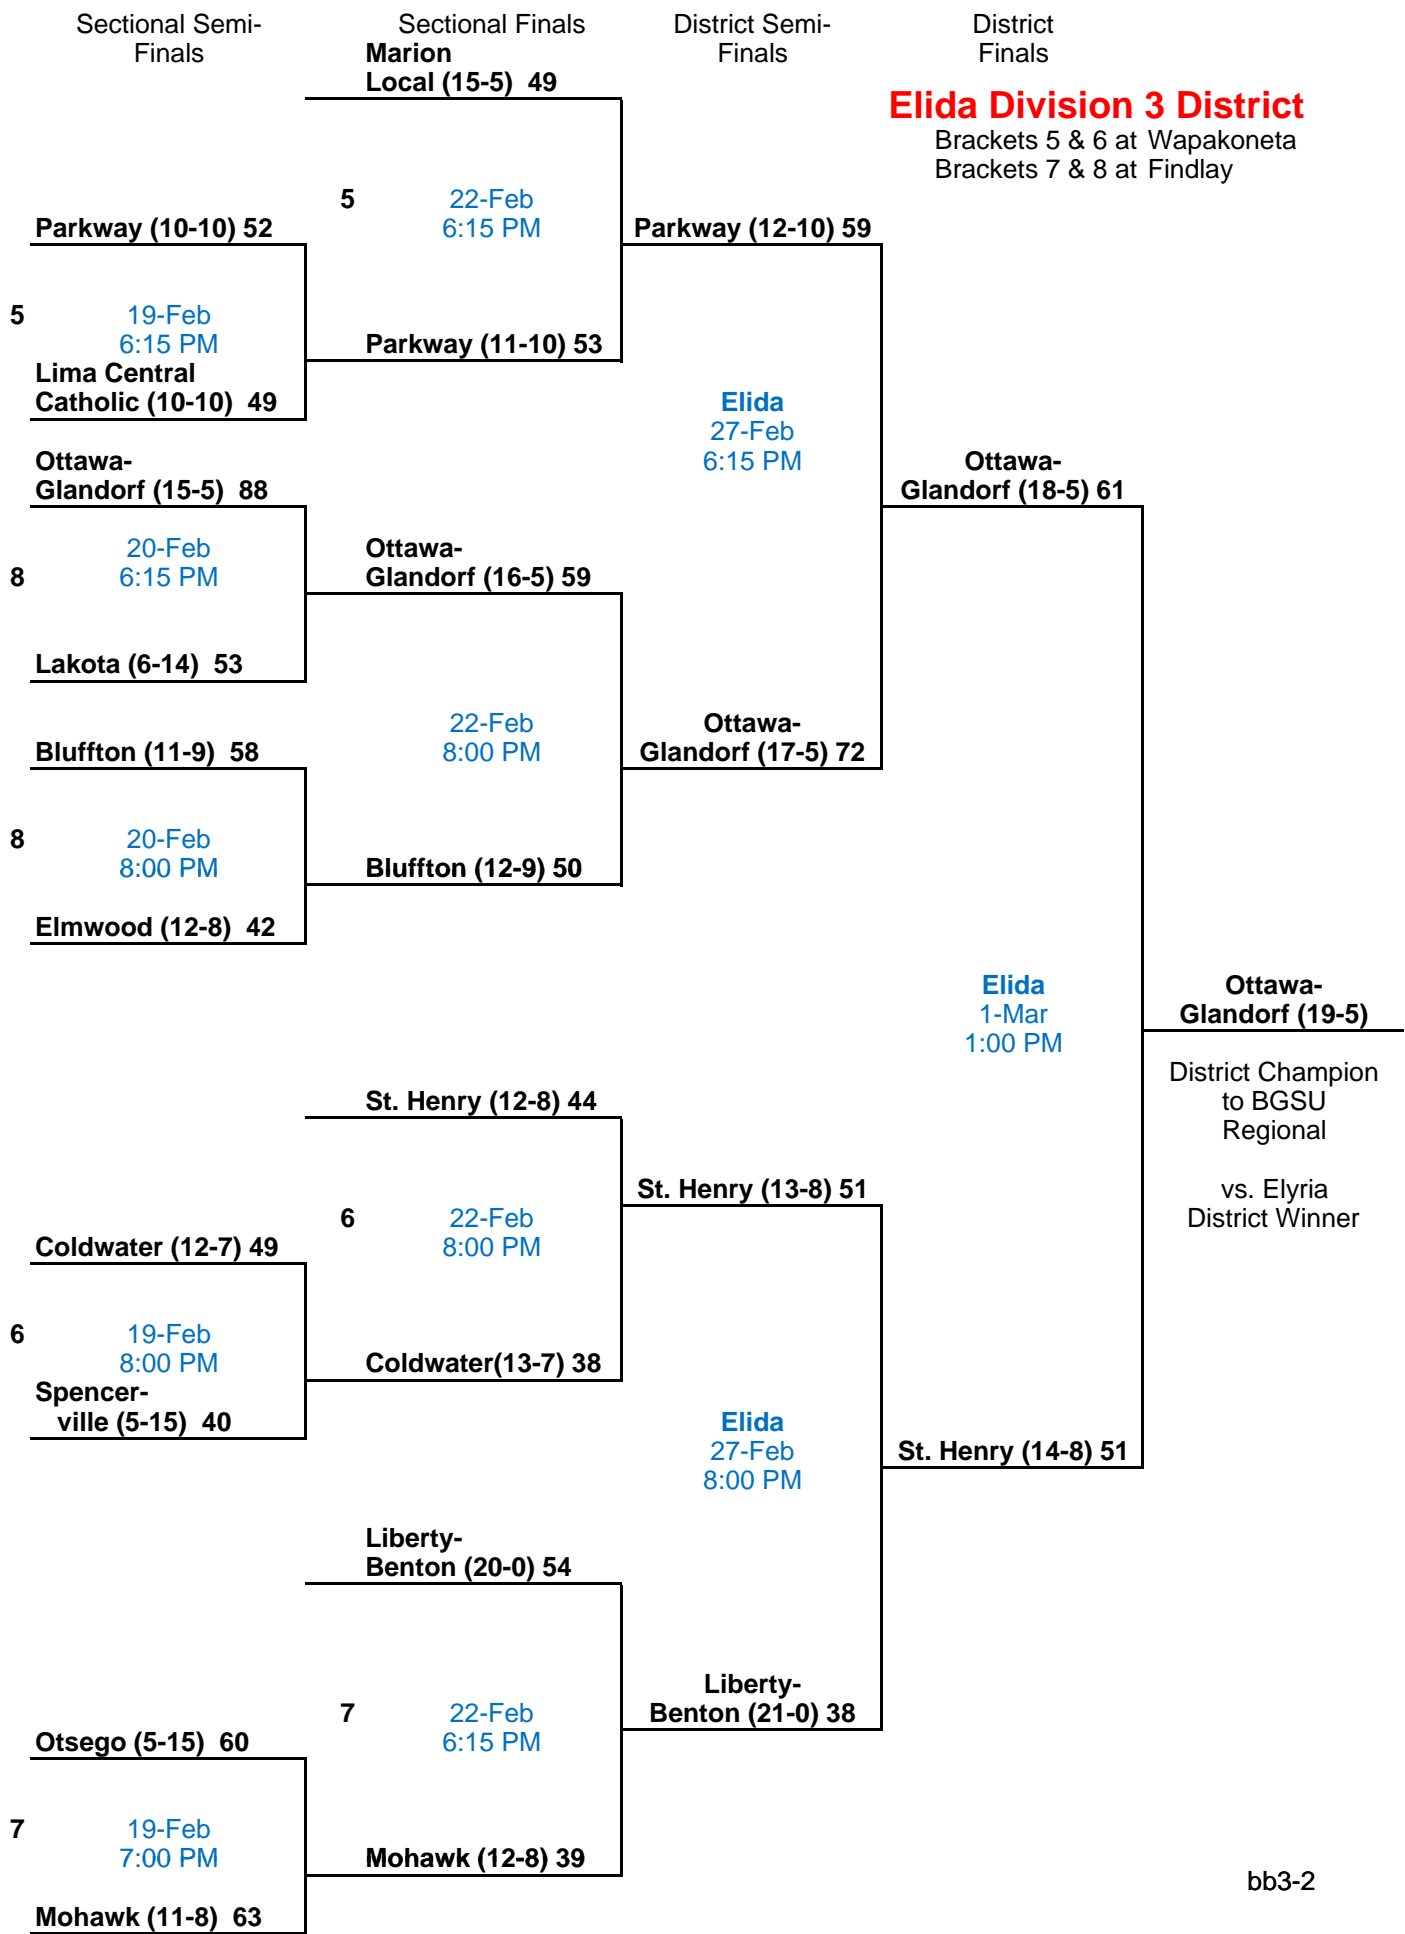 Sectional Semi-
Finals
Sectional Finals
District Semi-
Finals
District
Finals
Elida Division 3 District
Brackets 5 & 6 at Wapakoneta
Brackets 7 & 8 at Findlay
Parkway (10-10) 52
5
19-Feb
6:15 PM
Lima Central
Catholic (10-10) 49
Ottawa-
Glandorf (15-5) 88
20-Feb
8
6:15 PM
Lakota (6-14) 53
Bluffton (11-9) 58
8
20-Feb
8:00 PM
Elmwood (12-8) 42
Coldwater (12-7) 49
6
19-Feb
8:00 PM
Spencer-
ville (5-15) 40
Otsego (5-15) 60
7
19-Feb
7:00 PM
Mohawk (11-8) 63
Marion
Local (15-5) 49
5
22-Feb
6:15 PM
Parkway (11-10) 53
Ottawa-
Glandorf (16-5) 59
22-Feb
8:00 PM
Bluffton (12-9) 50
St. Henry (12-8) 44
6
22-Feb
8:00 PM
Coldwater(13-7) 38
Liberty-
Benton (20-0) 54
7
22-Feb
6:15 PM
Mohawk (12-8) 39
Parkway (12-10) 59
Elida
27-Feb
6:15 PM
Ottawa-
Glandorf (17-5) 72
St. Henry (13-8) 51
Elida
27-Feb
8:00 PM
Liberty-
Benton (21-0) 38
Ottawa-
Glandorf (18-5) 61
Elida
1-Mar
1:00 PM
St. Henry (14-8) 51
Ottawa-
Glandorf (19-5)
District Champion
to BGSU
Regional
vs. Elyria
District Winner
bb3-2